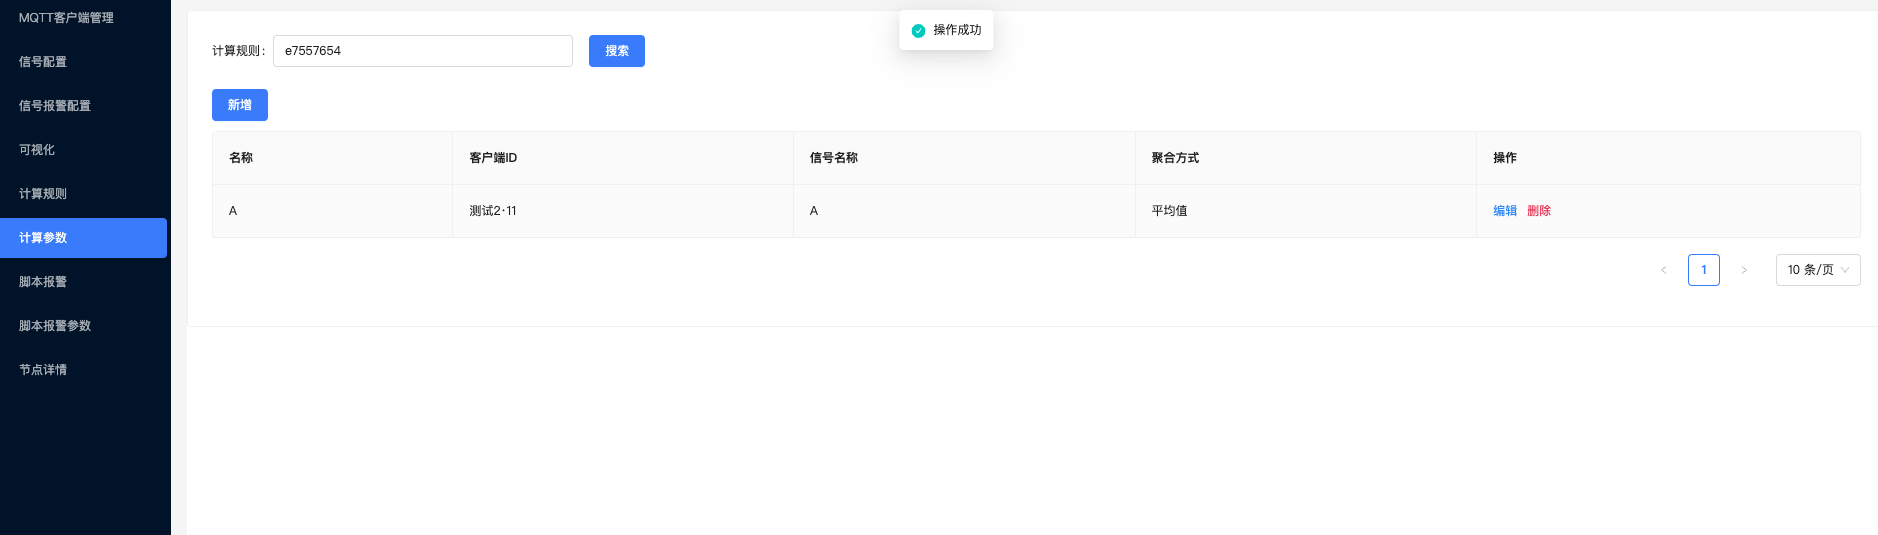 MQTT客户端管理
信号配置
信号报警配置
可视化
计算规则
计算参数
脚本报警
脚本报警参数
节点详情
操作成功
计算规则: e7557654 搜索
新增
名称 客户端ID 信号名称 聚合方式 操作
A 测试2·11 A 平均值 编辑 删除
< 1 > 10 条/页